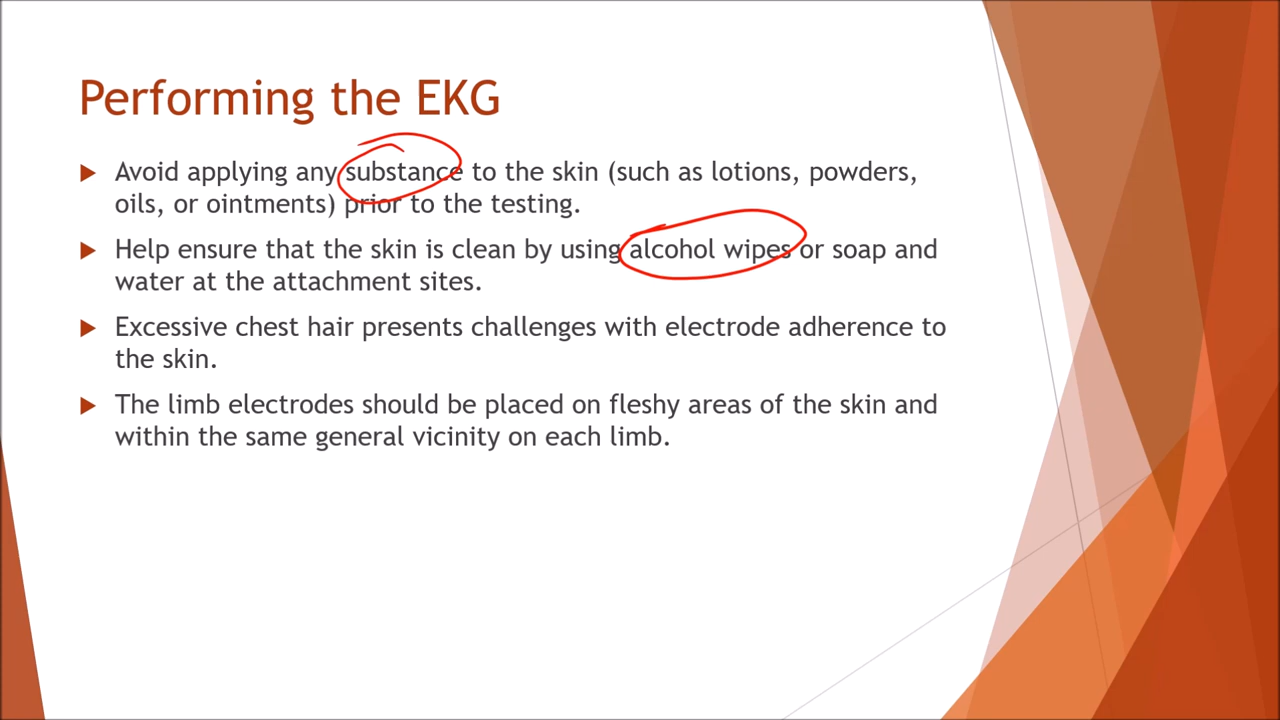 Performing the EKG
Avoid applying any substance to the skin (such as lotions, powders,
oils, or ointments) prior to the testing.
Help ensure that the skin is clean by using alcohol wipes or soap and
water at the attachment sites.
Excessive chest hair presents challenges with electrode adherence to
the skin.
The limb electrodes should be placed on fleshy areas of the skin and
within the same general vicinity on each limb.